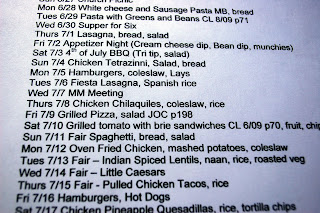 Sun 6/27 Church Picnic
Mon 6/28 White cheese and Sausage Pasta MB, bread
Tues 6/29 Pasta with Greens and Beans CL 8/09 p71
Wed 6/30 Supper for Six
Thurs 7/1 Lasagna, bread, salad
Fri 7/2 Appetizer Night (Cream cheese dip, Bean dip, munchies)
Sat 7/3 4th of July BBQ (Tri tip, salad)
Sun 7/4 Chicken Tetrazzini, Salad, bread
Mon 7/5 Hamburgers, coleslaw, Lays
Tues 7/6 Fiesta Lasagna, Spanish rice
Wed 7/7 MM Meeting
Thurs 7/8 Chicken Chilaquiles, coleslaw, rice
Fri 7/9 Grilled Pizza, salad JOC p198
Sat 7/10 Grilled tomato with brie sandwiches CL 6/09 p70, fruit, chips
Sun 7/11 Fair Spaghetti, bread, salad
Mon 7/12 Oven Fried Chicken, mashed potatoes, coleslaw
Tues 7/13 Fair – Indian Spiced Lentils, naan, rice, roasted veg
Wed 7/14 Fair – Little Caesars
Thurs 7/15 Fair - Pulled Chicken Tacos, rice
Fri 7/16 Hamburgers, Hot Dogs
Sat 7/17 Chicken Pineapple Quesadillas, rice, tortilla chips